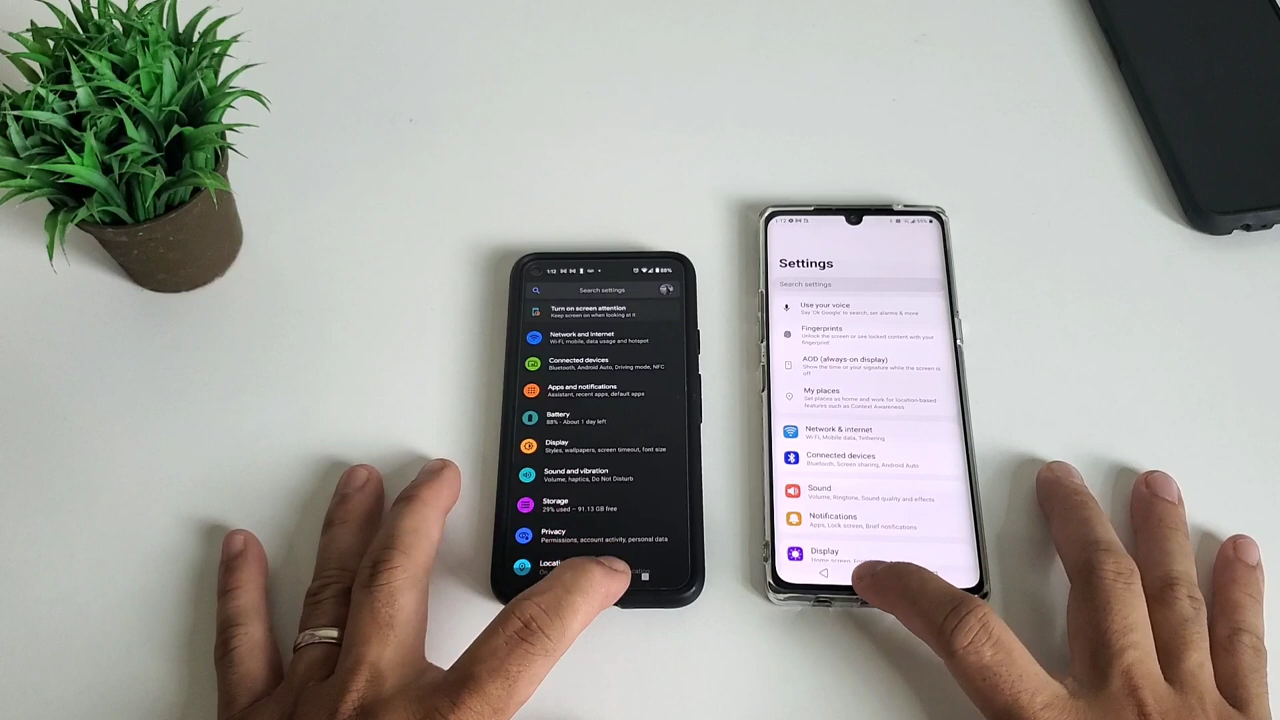 1:12
88%
Search settings
Turn on screen attention
Keep screen on when looking at it
Network and internet
Wi-Fi, mobile, data usage and hotspot
Connected devices
Bluetooth, Android Auto, Driving mode, NFC
Apps and notifications
Assistant, recent apps, default apps
Battery
88% - About 1 day left
Display
Styles, wallpapers, screen timeout, font size
Sound and vibration
Volume, haptics, Do Not Disturb
Storage
29% used – 91.13 GB free
Privacy
Permissions, account activity, personal data
Locati
1:12
Settings
Search settings
Use your voice
Say 'Ok Google' to search, set alarms & more
Fingerprints
Unlock the screen or see locked content with your
fingerprint
AOD (always-on display)
Show the time or your signature while the screen is
off
My places
Set places as home and work for location-based
features such as Context Awareness
Network & internet
Wi-Fi, Mobile data, Tethering
Connected devices
Bluetooth, Screen sharing, Android Auto
Sound
Volume, Ringtone, Sound quality and effects
Notifications
Apps, Lock screen, Brief notifications
Display
Home screen,